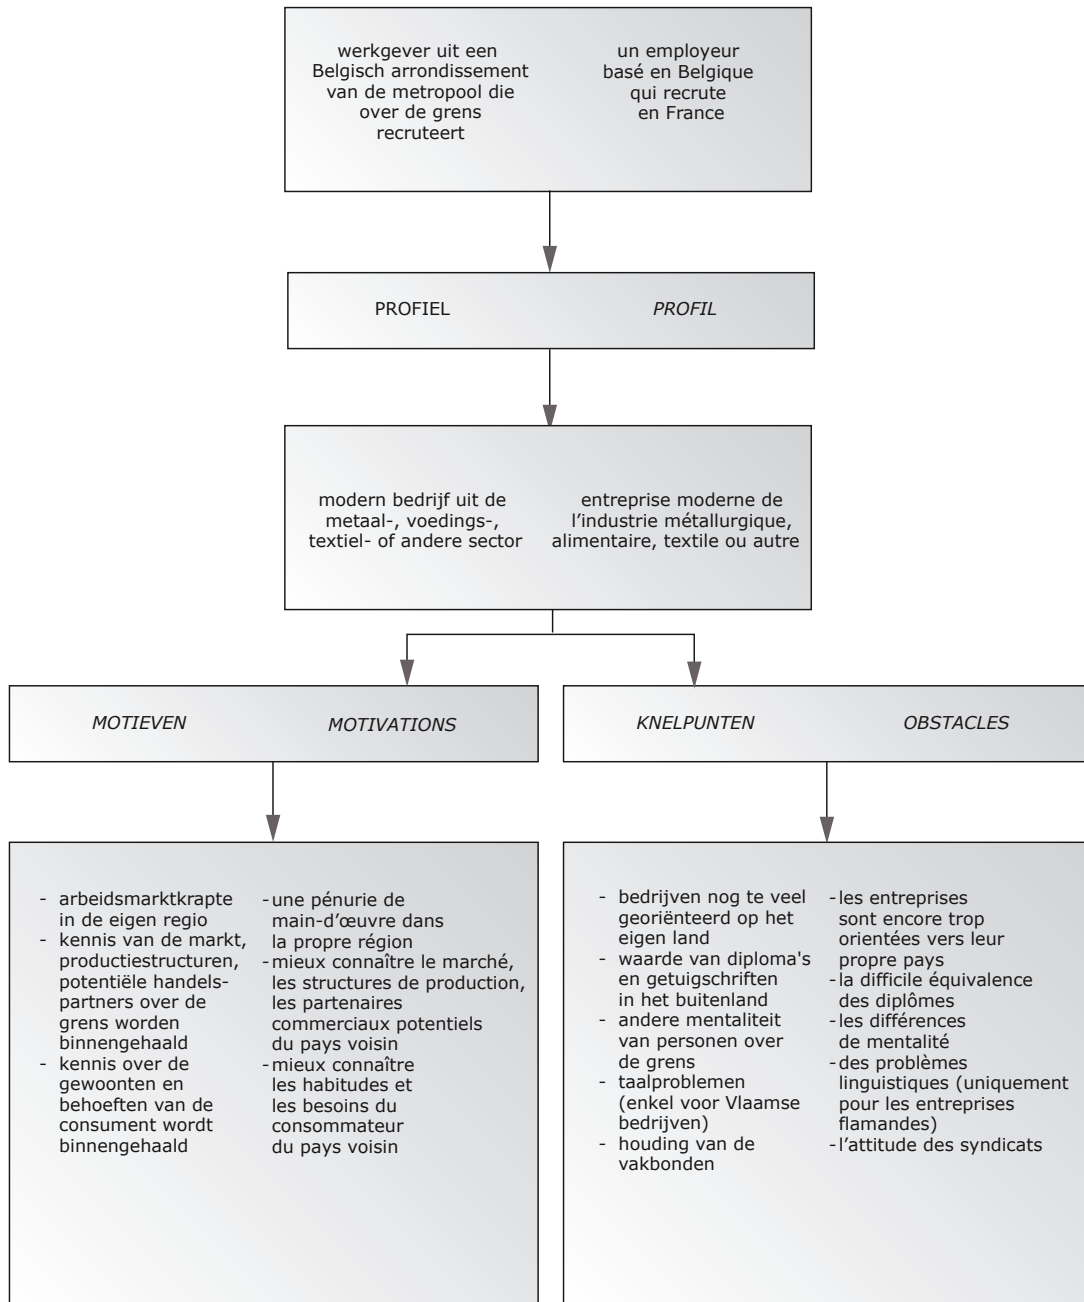 werkgever uit een
Belgisch arrondissement
van de metropool die
over de grens
recruteert
un employeur
basé en Belgique
qui recrute
en France
PROFIEL
PROFIL
modern bedrijf uit de
metaal-, voedings-,
textiel- of andere sector
entreprise moderne de
l'industrie métallurgique,
alimentaire, textile ou autre
MOTIEVEN
MOTIVATIONS
KNELPUNTEN
OBSTACLES
- arbeidsmarktkrapte
in de eigen regio
- kennis van de markt,
productiestructuren,
potentiële handels-
partners over de
grens worden
binnengehaald
- kennis over de
gewoonten en
behoeften van de
consument wordt
binnengehaald
- une pénurie de
main-d'œuvre dans
la propre région
- mieux connaître le marché,
les structures de production,
les partenaires
commerciaux potentiels
du pays voisin
- mieux connaître
les habitudes et
les besoins du
consommateur
du pays voisin
- bedrijven nog te veel
georiënteerd op het
eigen land
- waarde van diploma's
en getuigschriften
in het buitenland
- andere mentaliteit
van personen over
de grens
- taalproblemen
(enkel voor Vlaamse
bedrijven)
- houding van de
vakbonden
- les entreprises
sont encore trop
orientées vers leur
propre pays
- la difficile équivalence
des diplômes
- les différences
de mentalité
- des problèmes
linguistiques (uniquement
pour les entreprises
flamandes)
- l'attitude des syndicats